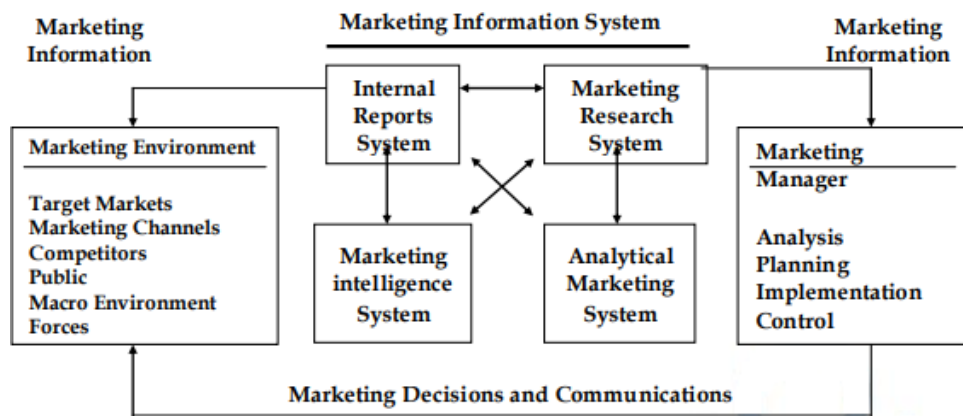 Marketing
Information
Marketing Information System
Marketing
Information
Internal
Reports
System
Marketing
Research
System
Marketing Environment
Target Markets
Marketing Channels
Competitors
Public
Macro Environment
Forces
Marketing
intelligence
System
Analytical
Marketing
System
Marketing
Manager
Analysis
Planning
Implementation
Control
Marketing Decisions and Communications